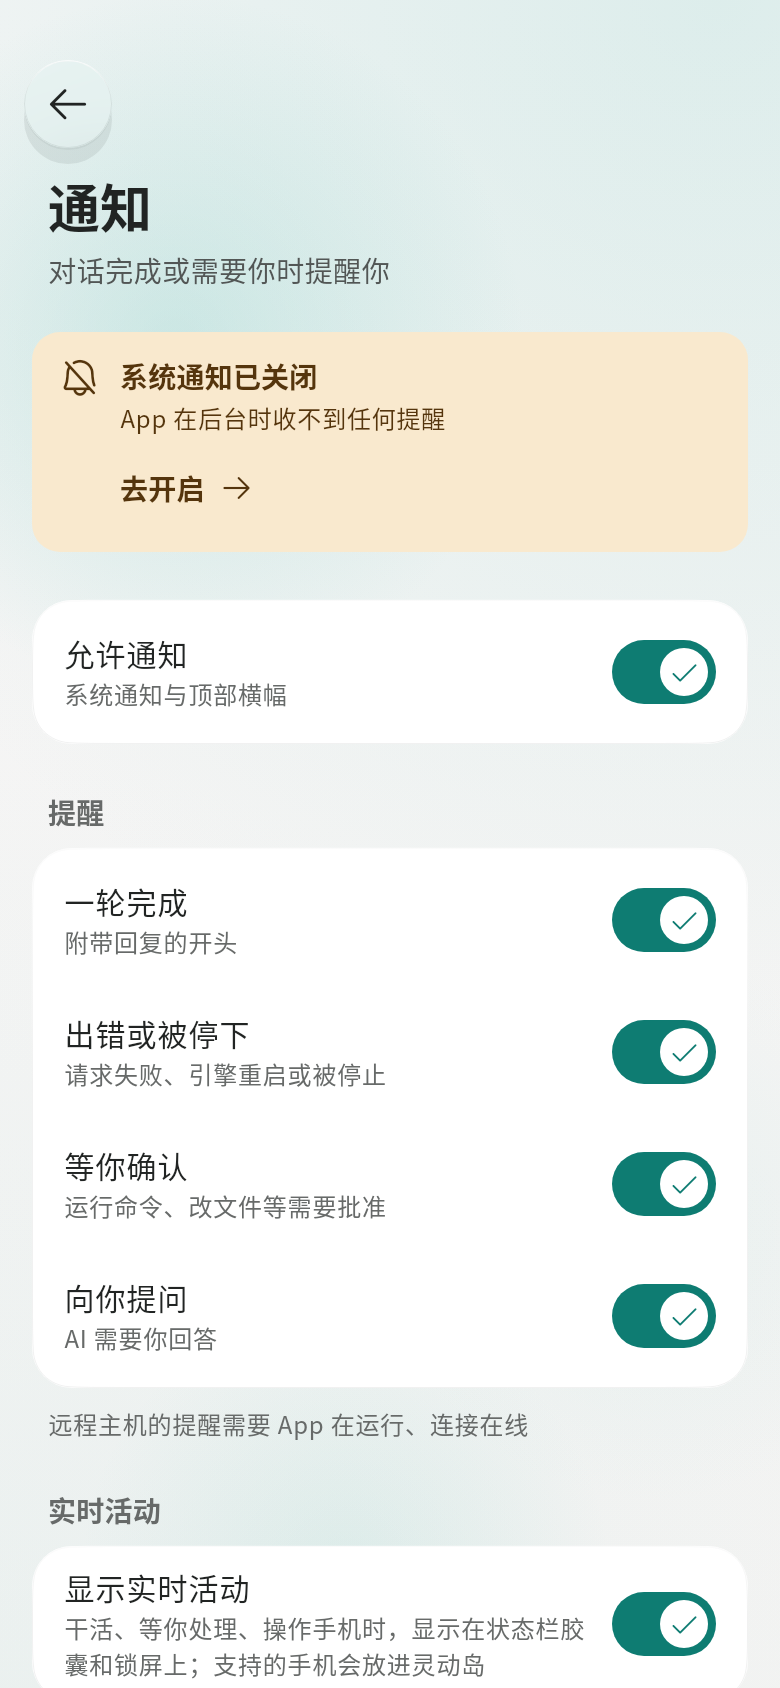 通知
对话完成或需要你时提醒你
系统通知已关闭
App 在后台时收不到任何提醒
去开启
允许通知
系统通知与顶部横幅
提醒
一轮完成
附带回复的开头
出错或被停下
请求失败、引擎重启或被停止
等你确认
运行命令、改文件等需要批准
向你提问
AI 需要你回答
远程主机的提醒需要 App 在运行、连接在线
实时活动
显示实时活动
干活、等你处理、操作手机时，显示在状态栏胶
囊和锁屏上；支持的手机会放进灵动岛